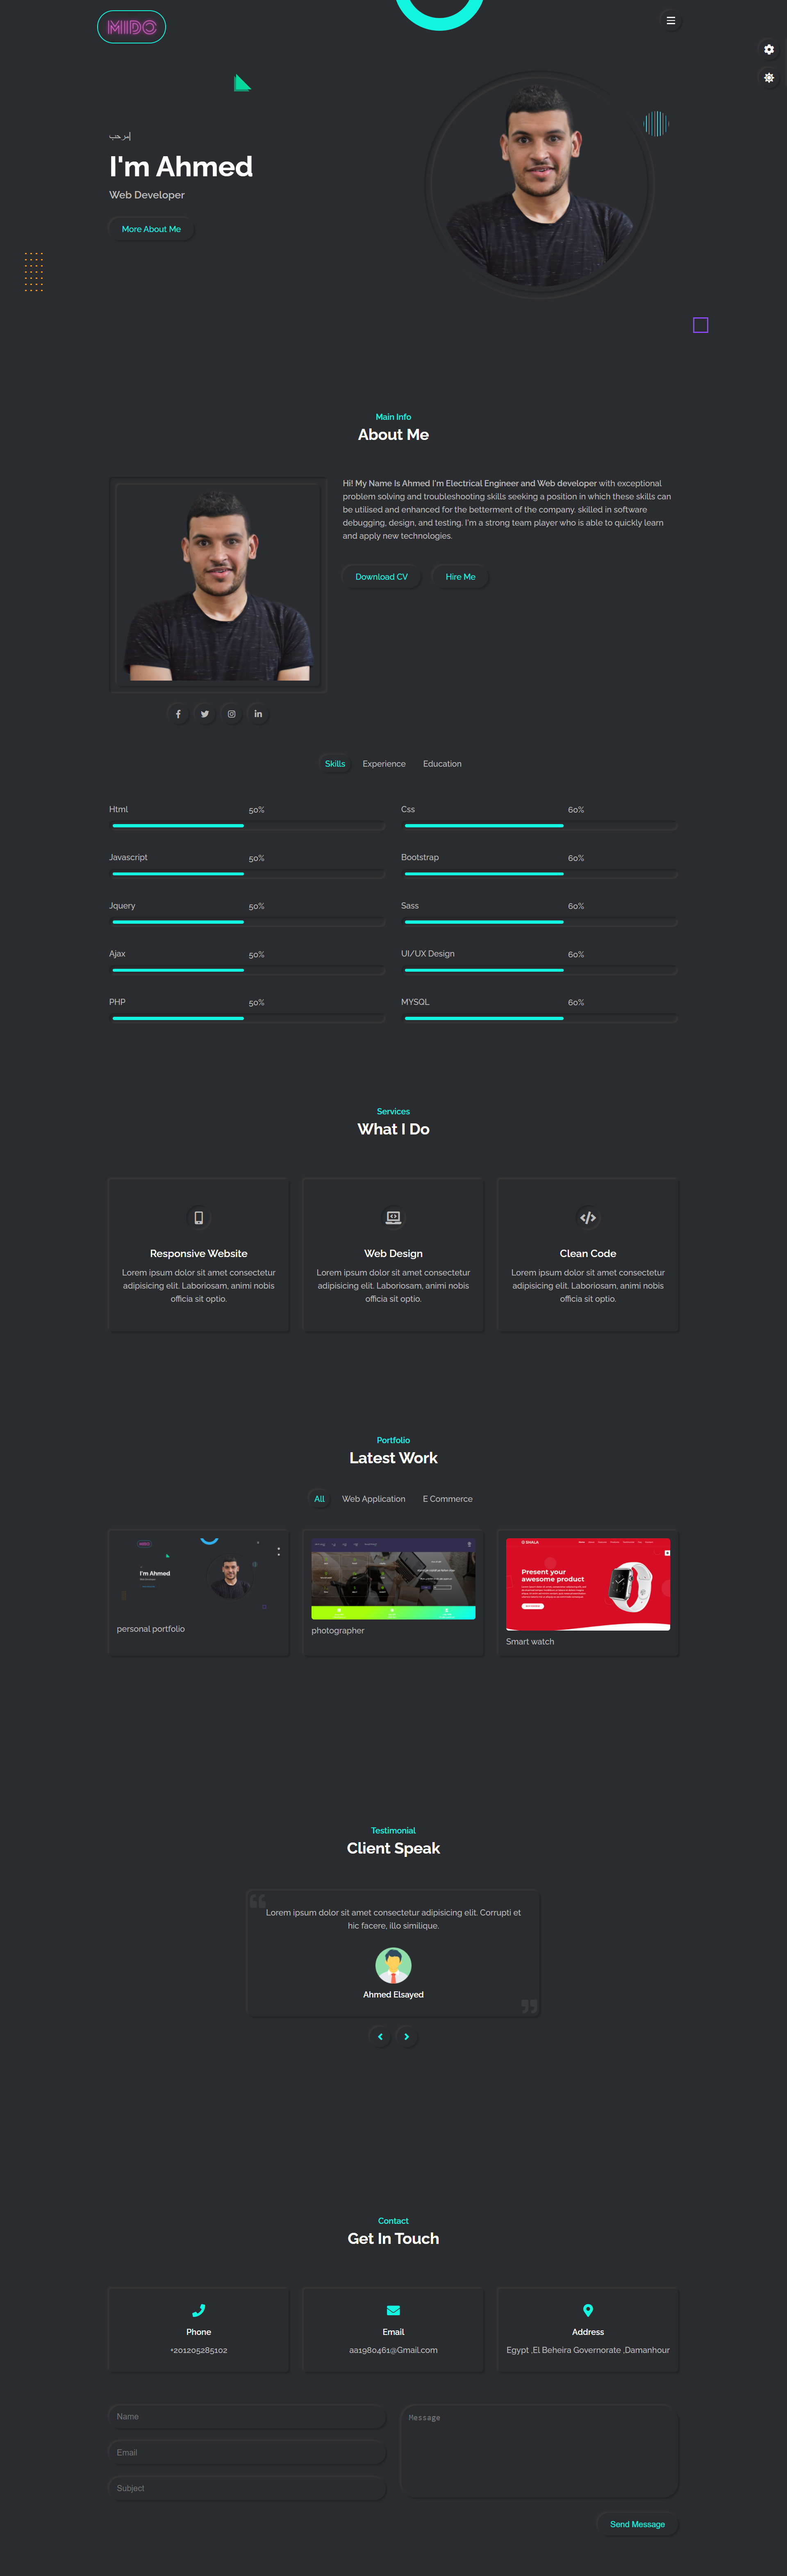 MIDO
إمرحب
I'm Ahmed
Web Developer
More About Me
Main Info
About Me
Hi! My Name Is Ahmed I'm Electrical Engineer and Web developer with exceptional
problem solving and troubleshooting skills seeking a position in which these skills can
be utilised and enhanced for the betterment of the company. skilled in software
debugging, design, and testing. I'm a strong team player who is able to quickly learn
and apply new technologies.
Download CV Hire Me
Skills Experience Education
Html 50% Css 60%
Javascript 50% Bootstrap 60%
Jquery 50% Sass 60%
Ajax 50% UI/UX Design 60%
PHP 50% MYSQL 60%
Services
What I Do
Responsive Website
Lorem ipsum dolor sit amet consectetur
adipisicing elit. Laboriosam, animi nobis
officia sit optio.
Web Design
Lorem ipsum dolor sit amet consectetur
adipisicing elit. Laboriosam, animi nobis
officia sit optio.
Clean Code
Lorem ipsum dolor sit amet consectetur
adipisicing elit. Laboriosam, animi nobis
officia sit optio.
Portfolio
Latest Work
All Web Application E Commerce
I'm Ahmed
personal portfolio
photographer
Present your
awesome product
Smart watch
Testimonial
Client Speak
Lorem ipsum dolor sit amet consectetur adipisicing elit. Corrupti et
hic facere, illo similique.
Ahmed Elsayed
Contact
Get In Touch
Phone
+201205285102
Email
aa1980461@Gmail.com
Address
Egypt ,El Beheira Governorate ,Damanhour
Name
Email
Subject
Message
Send Message